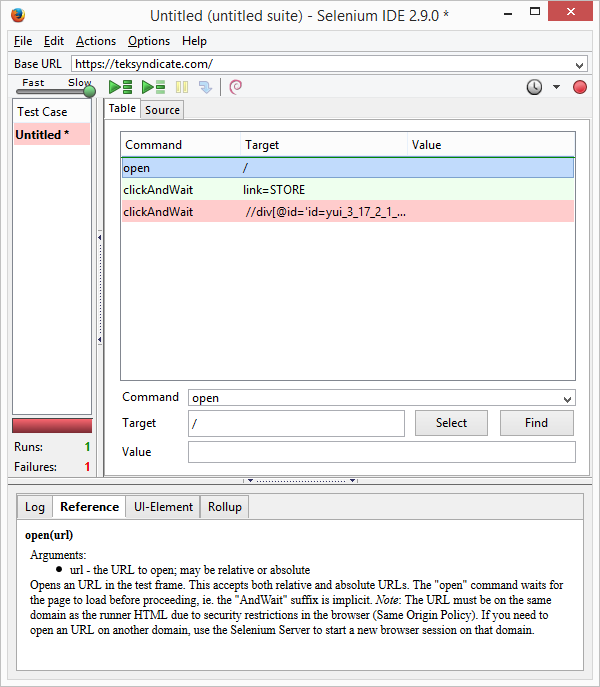 Untitled (untitled suite) - Selenium IDE 2.9.0 *
File Edit Actions Options Help
Base URL https://teksyndicate.com/
Fast Slow
Test Case
Untitled *
Table Source
Command Target Value
open /
clickAndWait link=STORE
clickAndWait //div[@id='id=yui_3_17_2_1_...
Command open
Target / Select Find
Value
Runs: 1
Failures: 1
Log Reference UI-Element Rollup
open(url)
Arguments:
● url - the URL to open; may be relative or absolute
Opens an URL in the test frame. This accepts both relative and absolute URLs. The "open" command waits for
the page to load before proceeding, ie. the "AndWait" suffix is implicit. Note: The URL must be on the same
domain as the runner HTML due to security restrictions in the browser (Same Origin Policy). If you need to
open an URL on another domain, use the Selenium Server to start a new browser session on that domain.